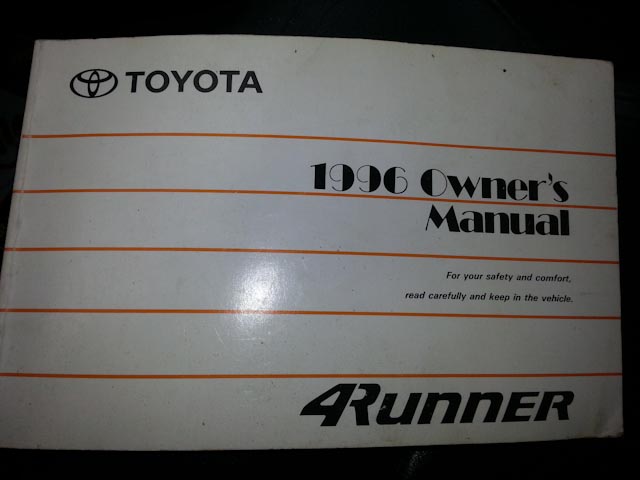 TOYOTA
1996 Owner's
Manual
For your safety and comfort,
read carefully and keep in the vehicle.
4RUNNER